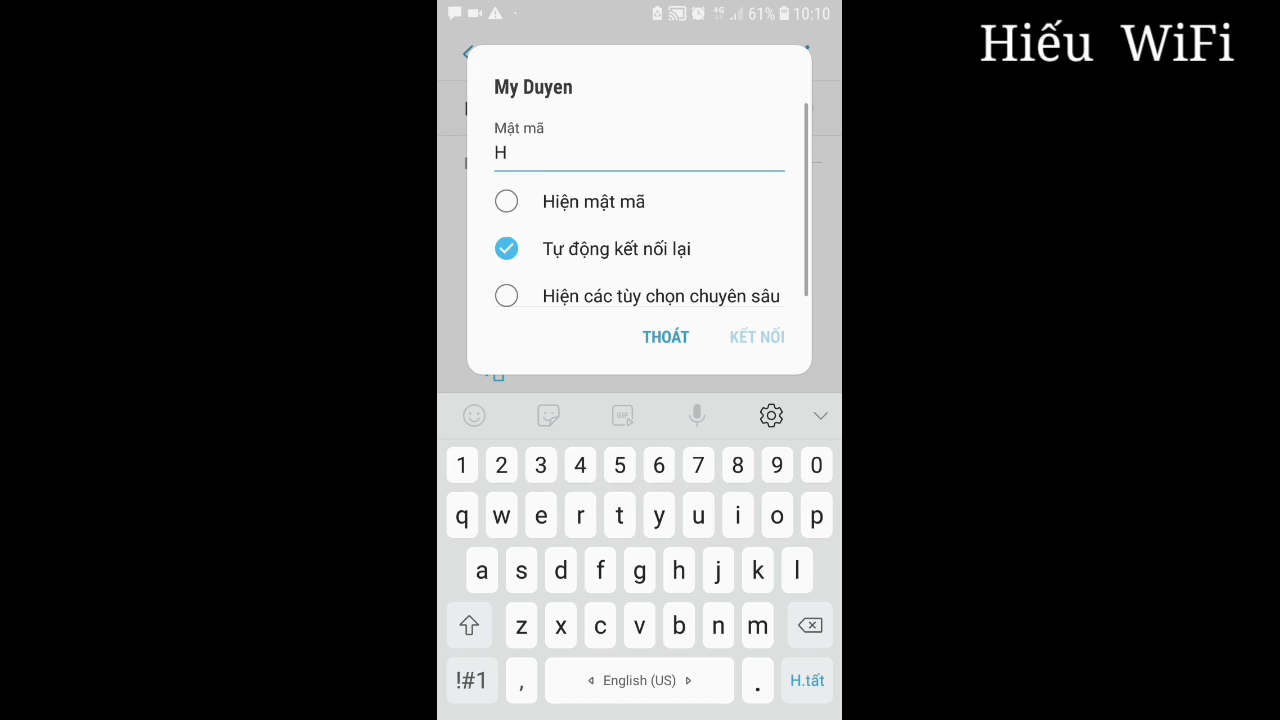 4G 61% 10:10
Hiếu WiFi
My Duyen
Mật mã
H
Hiện mật mã
Tự động kết nối lại
Hiện các tùy chọn chuyên sâu
THOÁT KẾT NỐI
GIF
1 2 3 4 5 6 7 8 9 0
q w e r t y u i o p
a s d f g h j k l
z x c v b n m
!#1 , English (US) . H.tất